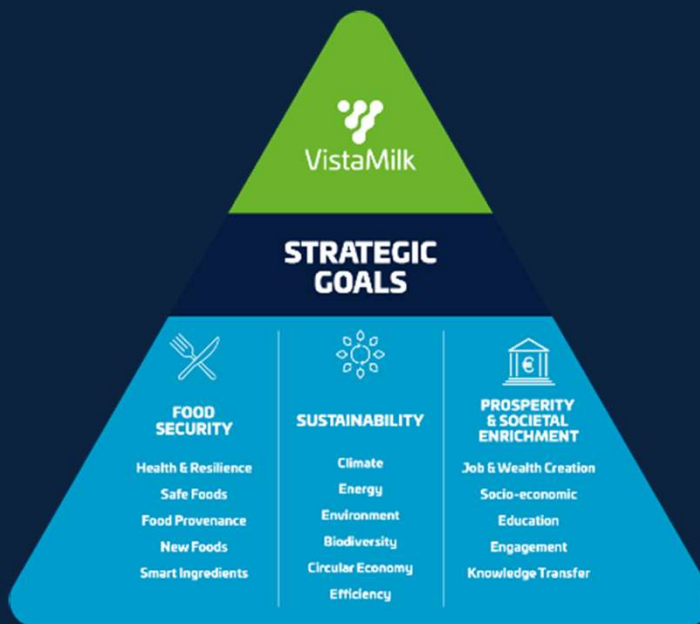 VistaMilk
STRATEGIC
GOALS
€
FOOD
SECURITY
Health & Resilience
Safe Foods
Food Provenance
New Foods
Smart Ingredients
SUSTAINABILITY
Climate
Energy
Environment
Biodiversity
Circular Economy
Efficiency
PROSPERITY
& SOCIETAL
ENRICHMENT
Job & Wealth Creation
Socio-economic
Education
Engagement
Knowledge Transfer